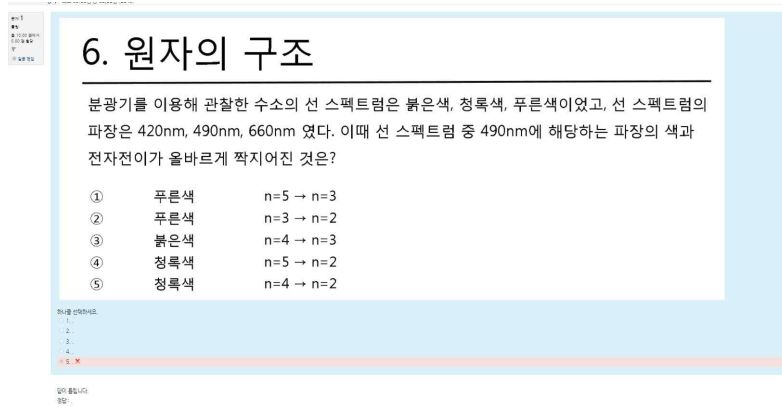 문제 1
틀림
6. 원자의 구조
분광기를 이용해 관찰한 수소의 선 스펙트럼은 붉은색, 청록색, 푸른색이었고, 선 스펙트럼의
파장은 420nm, 490nm, 660nm 였다. 이때 선 스펙트럼 중 490nm에 해당하는 파장의 색과
전자전이가 올바르게 짝지어진 것은?
① 푸른색 n=5 → n=3
② 푸른색 n=3 → n=2
③ 붉은색 n=4 → n=3
④ 청록색 n=5 → n=2
⑤ 청록색 n=4 → n=2
하나를 선택하세요.
1. .
2. .
3. .
4. .
5. .
답이 틀립니다.
정답 : .